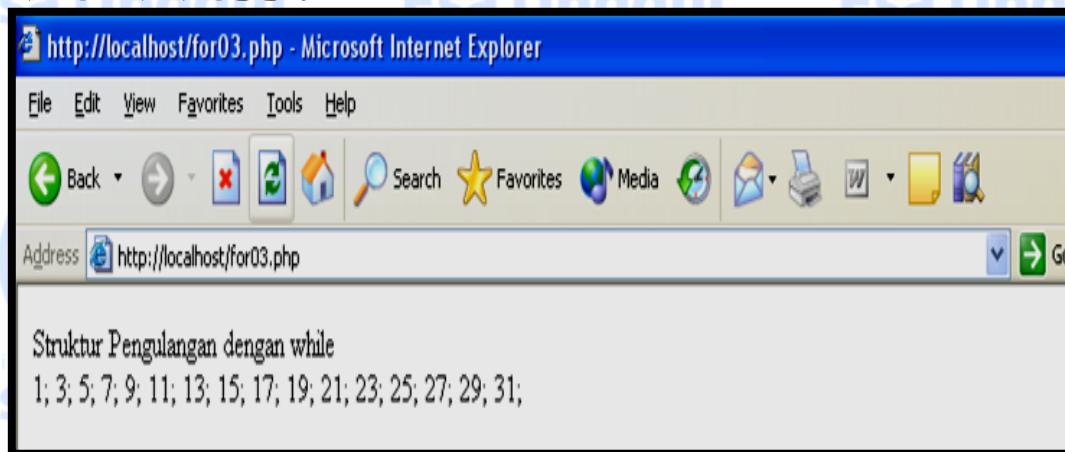 http://localhost/for03.php - Microsoft Internet Explorer
File Edit View Favorites Tools Help
Back Search Favorites Media W
Address http://localhost/for03.php
Struktur Pengulangan dengan while
1; 3; 5; 7; 9; 11; 13; 15; 17; 19; 21; 23; 25; 27; 29; 31;